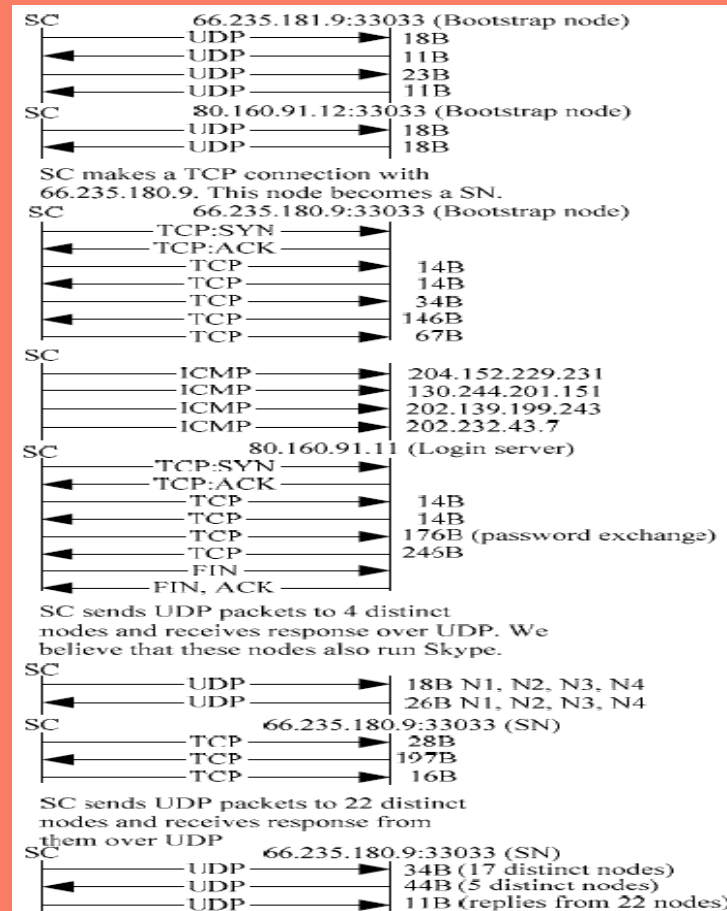 SC 66.235.181.9:33033 (Bootstrap node)
UDP 18B
UDP 11B
UDP 23B
UDP 11B
SC 80.160.91.12:33033 (Bootstrap node)
UDP 18B
UDP 18B
SC makes a TCP connection with
66.235.180.9. This node becomes a SN.
SC 66.235.180.9:33033 (Bootstrap node)
TCP:SYN
TCP:ACK
TCP 14B
TCP 14B
TCP 34B
TCP 146B
TCP 67B
SC
ICMP 204.152.229.231
ICMP 130.244.201.151
ICMP 202.139.199.243
ICMP 202.232.43.7
SC 80.160.91.11 (Login server)
TCP:SYN
TCP:ACK
TCP 14B
TCP 14B
TCP 176B (password exchange)
TCP 246B
FIN
FIN, ACK
SC sends UDP packets to 4 distinct
nodes and receives response over UDP. We
believe that these nodes also run Skype.
SC
UDP 18B N1, N2, N3, N4
UDP 26B N1, N2, N3, N4
SC 66.235.180.9:33033 (SN)
TCP 28B
TCP 197B
TCP 16B
SC sends UDP packets to 22 distinct
nodes and receives response from
them over UDP
SC 66.235.180.9:33033 (SN)
UDP 34B (17 distinct nodes)
UDP 44B (5 distinct nodes)
UDP 11B (replies from 22 nodes)